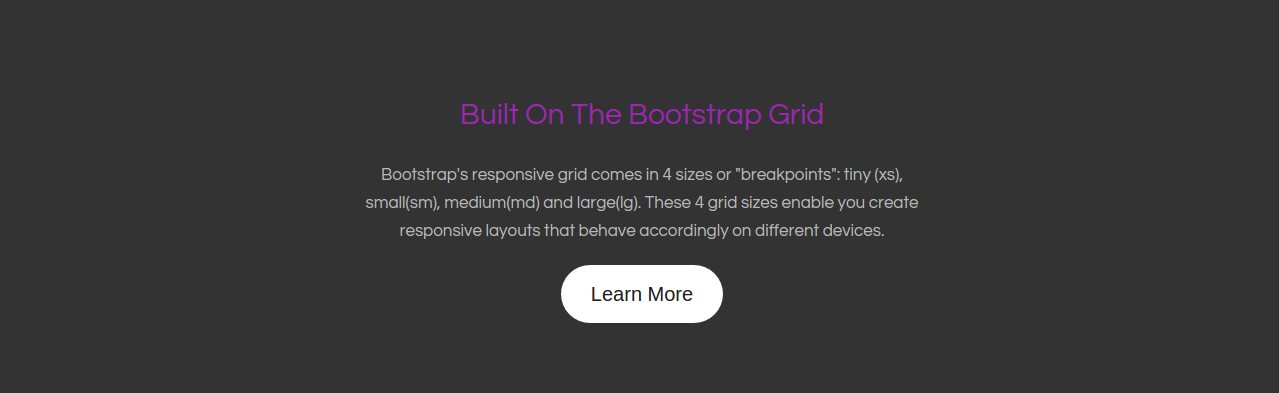 Built On The Bootstrap Grid
Bootstrap's responsive grid comes in 4 sizes or "breakpoints": tiny (xs),
small(sm), medium(md) and large(lg). These 4 grid sizes enable you create
responsive layouts that behave accordingly on different devices.
Learn More